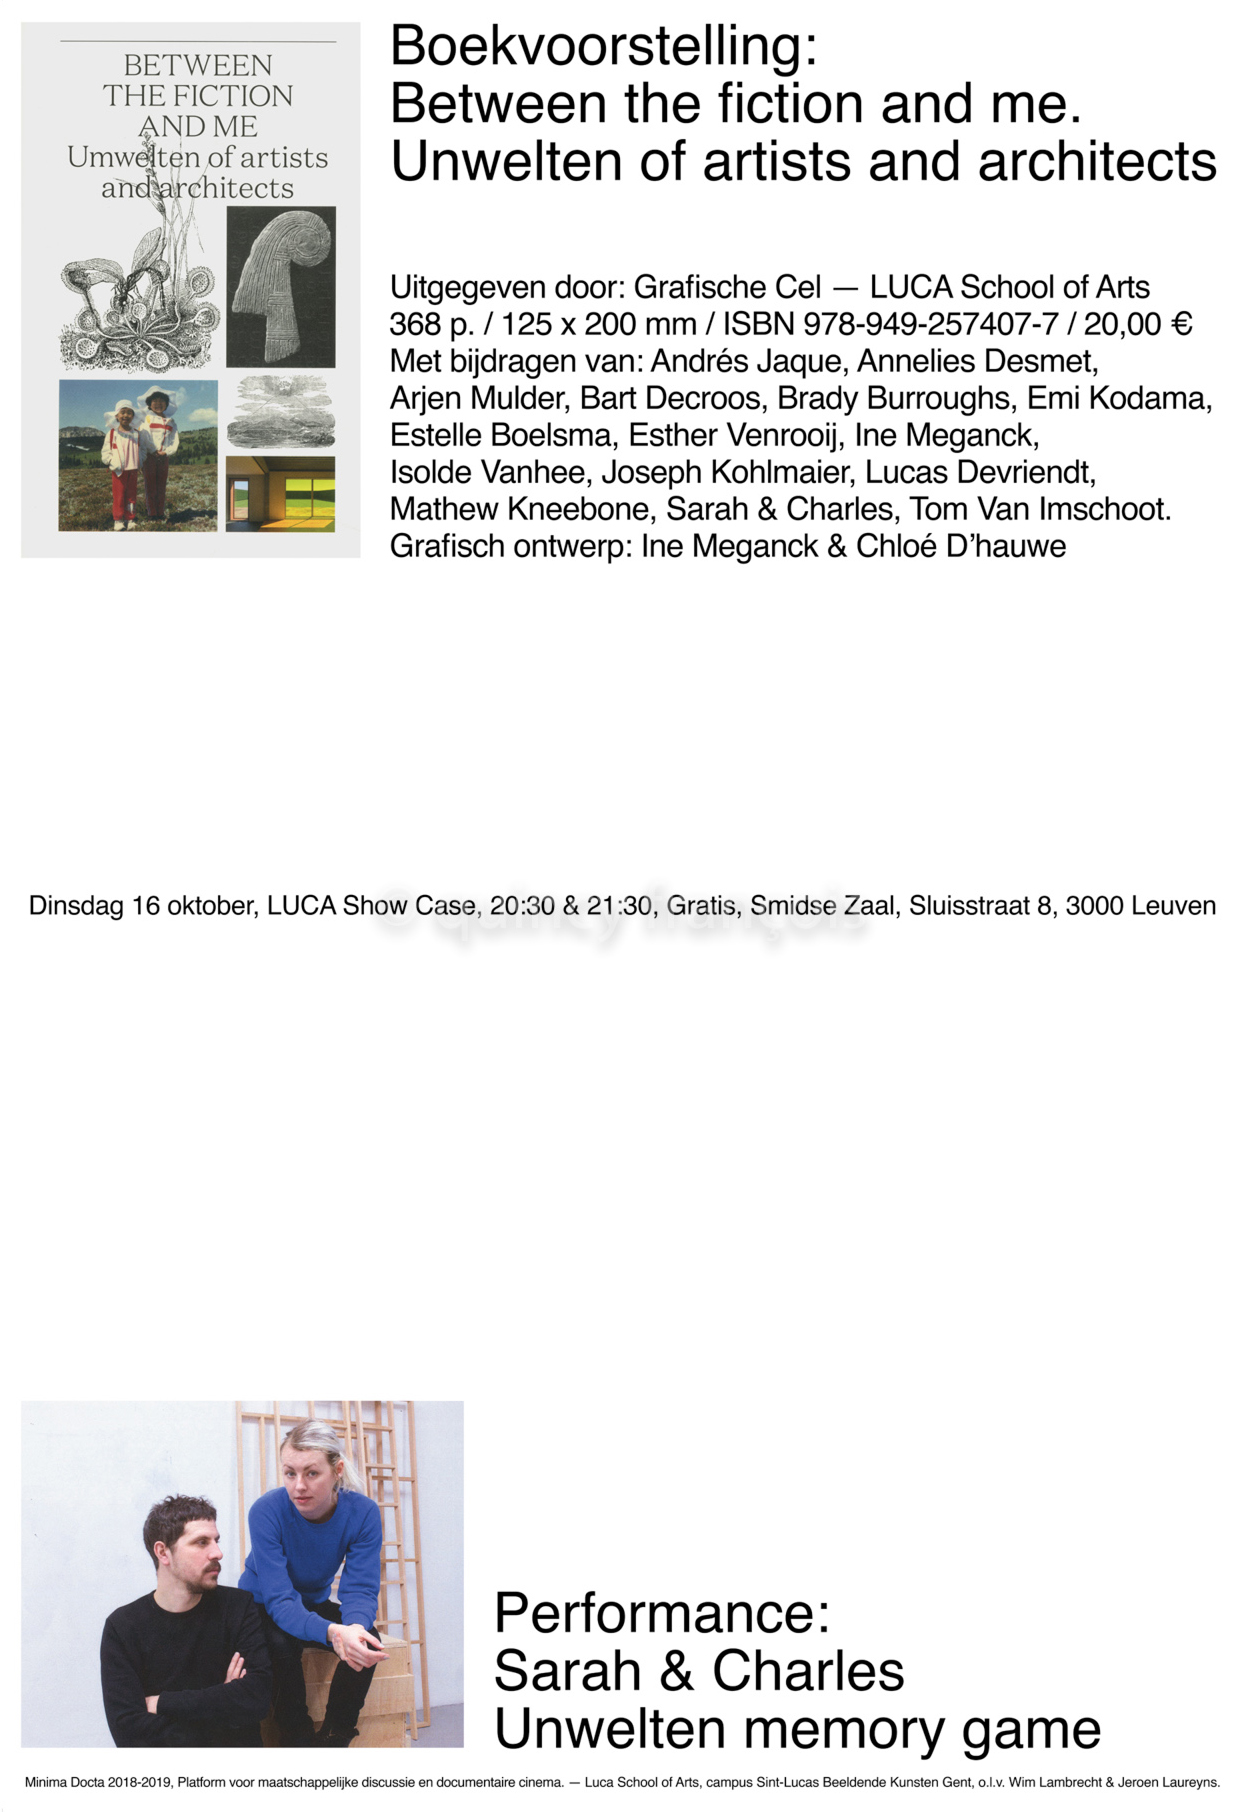 BETWEEN
THE FICTION
AND ME
Umwelten of artists
and architects
Boekvoorstelling:
Between the fiction and me.
Unwelten of artists and architects
Uitgegeven door: Grafische Cel — LUCA School of Arts
368 p. / 125 x 200 mm / ISBN 978-949-257407-7 / 20,00 €
Met bijdragen van: Andrés Jaque, Annelies Desmet,
Arjen Mulder, Bart Decroos, Brady Burroughs, Emi Kodama,
Estelle Boelsma, Esther Venrooij, Ine Meganck,
Isolde Vanhee, Joseph Kohlmaier, Lucas Devriendt,
Mathew Kneebone, Sarah & Charles, Tom Van Imschoot.
Grafisch ontwerp: Ine Meganck & Chloé D’hauwe
Dinsdag 16 oktober, LUCA Show Case, 20:30 & 21:30, Gratis, Smidse Zaal, Sluisstraat 8, 3000 Leuven
© quincy françois
Performance:
Sarah & Charles
Unwelten memory game
Minima Docta 2018-2019, Platform voor maatschappelijke discussie en documentaire cinema. — Luca School of Arts, campus Sint-Lucas Beeldende Kunsten Gent, o.l.v. Wim Lambrecht & Jeroen Laureyns.